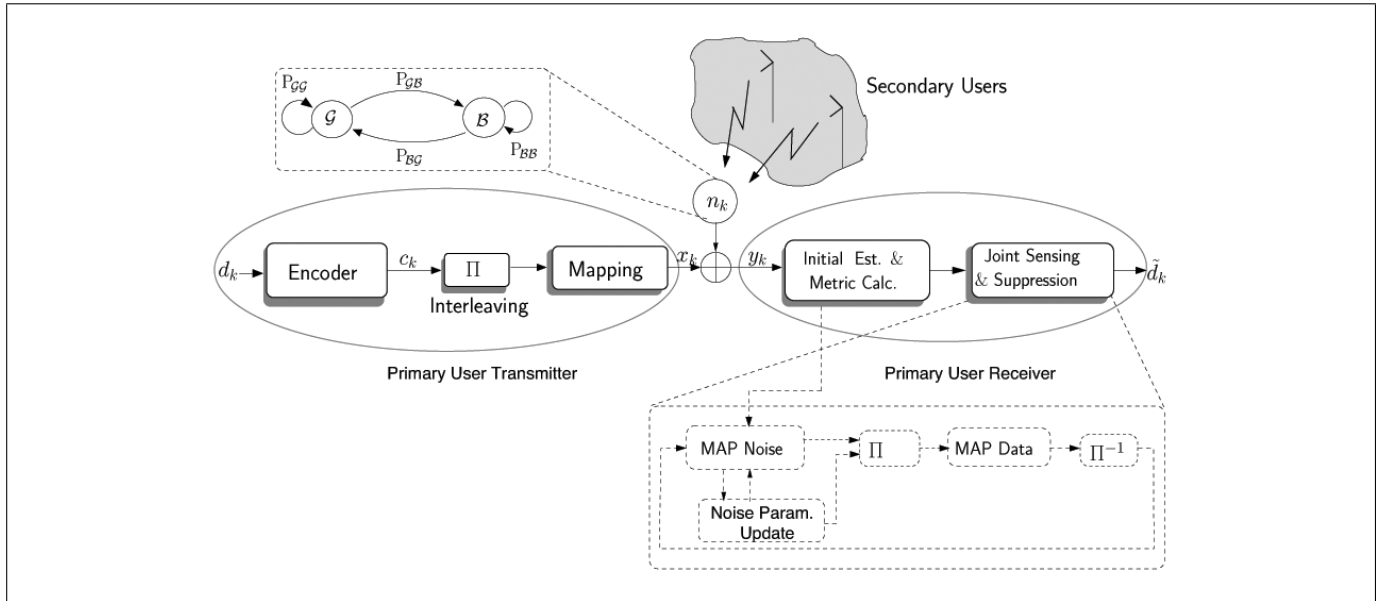 Secondary Users
P_GG
P_GB
G
B
P_BG
P_BB
n_k
d_k
Encoder
c_k
Π
Interleaving
Mapping
x_k
y_k
Initial Est. &
Metric Calc.
Joint Sensing
& Suppression
d̃_k
Primary User Transmitter
Primary User Receiver
MAP Noise
Π
MAP Data
Π⁻¹
Noise Param.
Update